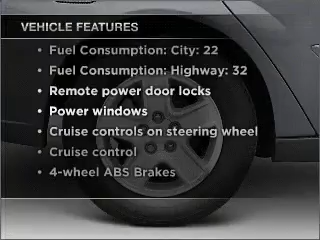 VEHICLE FEATURES
• Fuel Consumption: City: 22
• Fuel Consumption: Highway: 32
• Remote power door locks
• Power windows
• Cruise controls on steering wheel
• Cruise control
• 4-wheel ABS Brakes